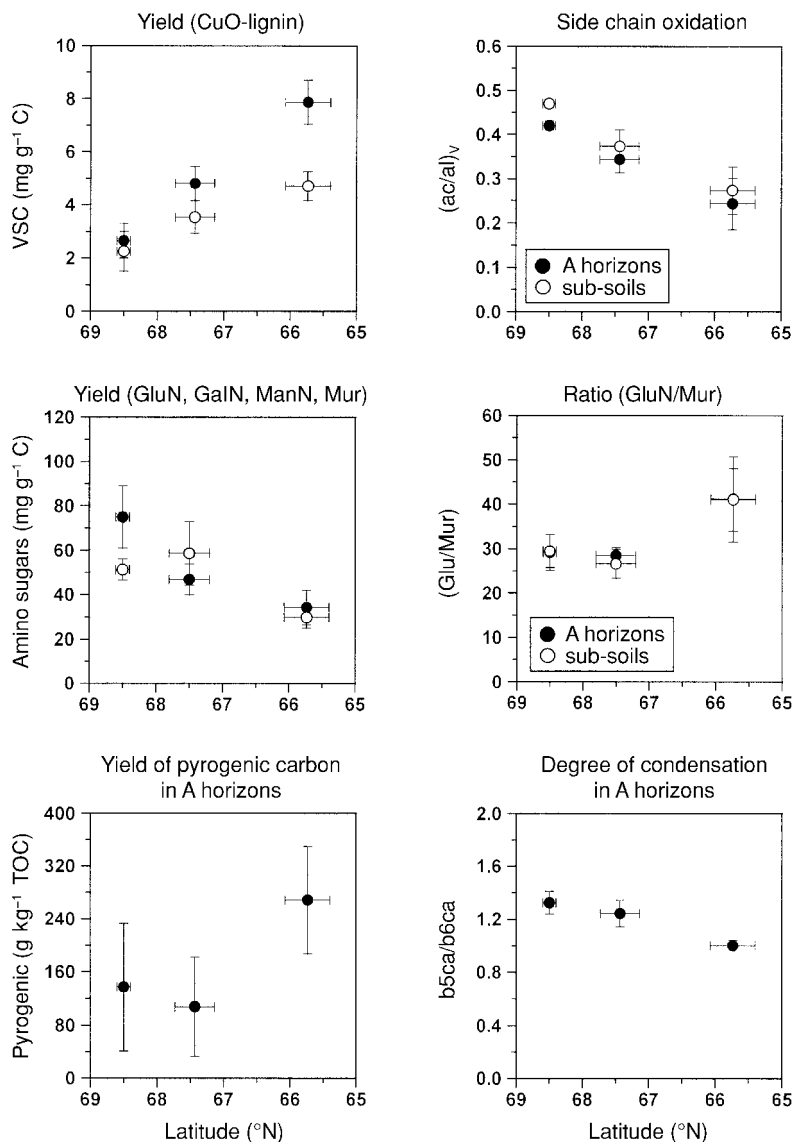 Yield (CuO-lignin)
VSC (mg g⁻¹ C)
10
8
6
4
2
0
69 68 67 66 65
Side chain oxidation
(ac/al)v
0.6
0.5
0.4
0.3
0.2
0.1
0.0
A horizons
sub-soils
69 68 67 66 65
Yield (GluN, GalN, ManN, Mur)
Amino sugars (mg g⁻¹ C)
120
100
80
60
40
20
0
69 68 67 66 65
Ratio (GluN/Mur)
(Glu/Mur)
60
50
40
30
20
10
0
A horizons
sub-soils
69 68 67 66 65
Yield of pyrogenic carbon
in A horizons
Pyrogenic (g kg⁻¹ TOC)
400
320
240
160
80
0
69 68 67 66 65
Latitude (°N)
Degree of condensation
in A horizons
b5ca/b6ca
2.0
1.6
1.2
0.8
0.4
0.0
69 68 67 66 65
Latitude (°N)